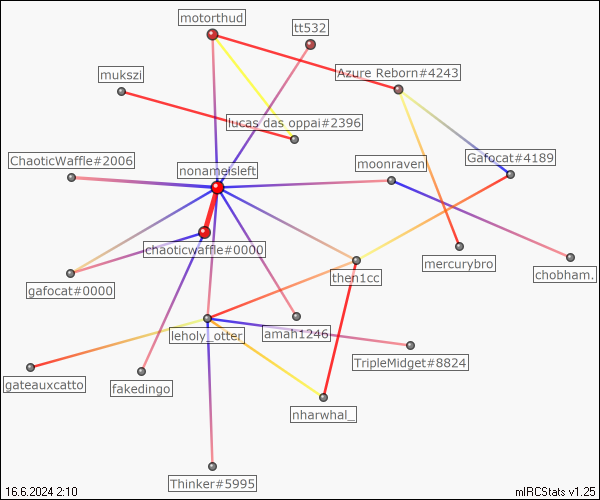 motorthud
tt532
mukszi
Azure Reborn#4243
lucas das oppai#2396
ChaoticWaffle#2006
nonameisleft
moonraven
Gafocat#4189
chaoticwaffle#0000
gafocat#0000
then1cc
mercurybro
chobham.
leholy_otter
amah1246
TripleMidget#8824
gateauxcatto
fakedingo
nharwhal_
Thinker#5995
16.6.2024 2:10
mIRCStats v1.25